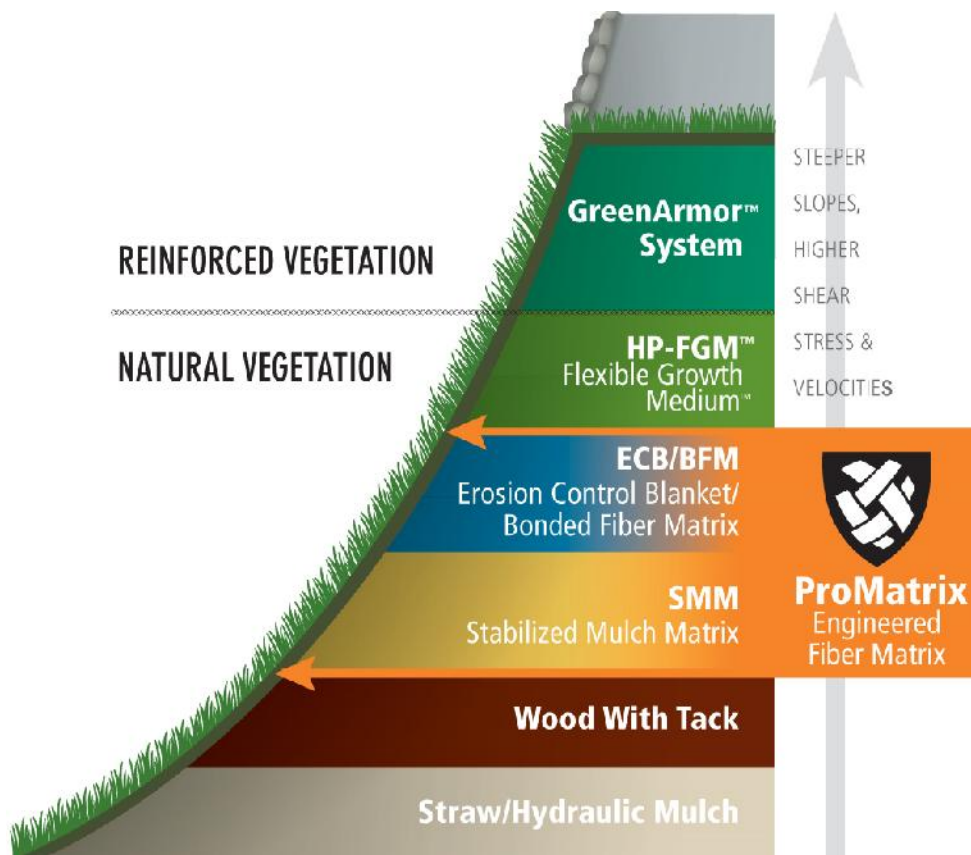 STEEPER
SLOPES,
HIGHER
SHEAR
STRESS &
VELOCITIES
GreenArmor™
System
REINFORCED VEGETATION
NATURAL VEGETATION
HP-FGM™
Flexible Growth
Medium™
ECB/BFM
Erosion Control Blanket/
Bonded Fiber Matrix
SMM
Stabilized Mulch Matrix
ProMatrix
Engineered
Fiber Matrix
Wood With Tack
Straw/Hydraulic Mulch